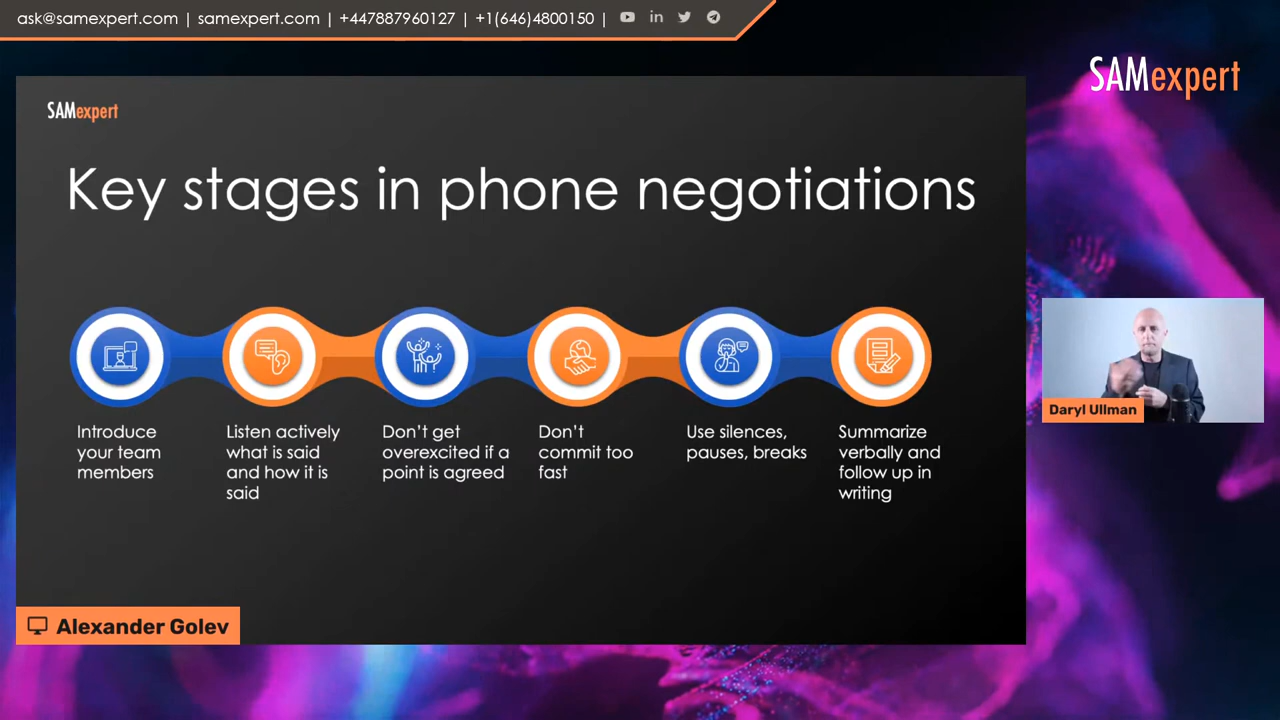 ask@samexpert.com | samexpert.com | +447887960127 | +1(646)4800150 |
SAMexpert
SAMexpert
Key stages in phone negotiations
Introduce
your team
members
Listen actively
what is said
and how it is
said
Don't get
overexcited if a
point is agreed
Don't
commit too
fast
Use silences,
pauses, breaks
Summarize
verbally and
follow up in
writing
Daryl Ullman
Alexander Golev